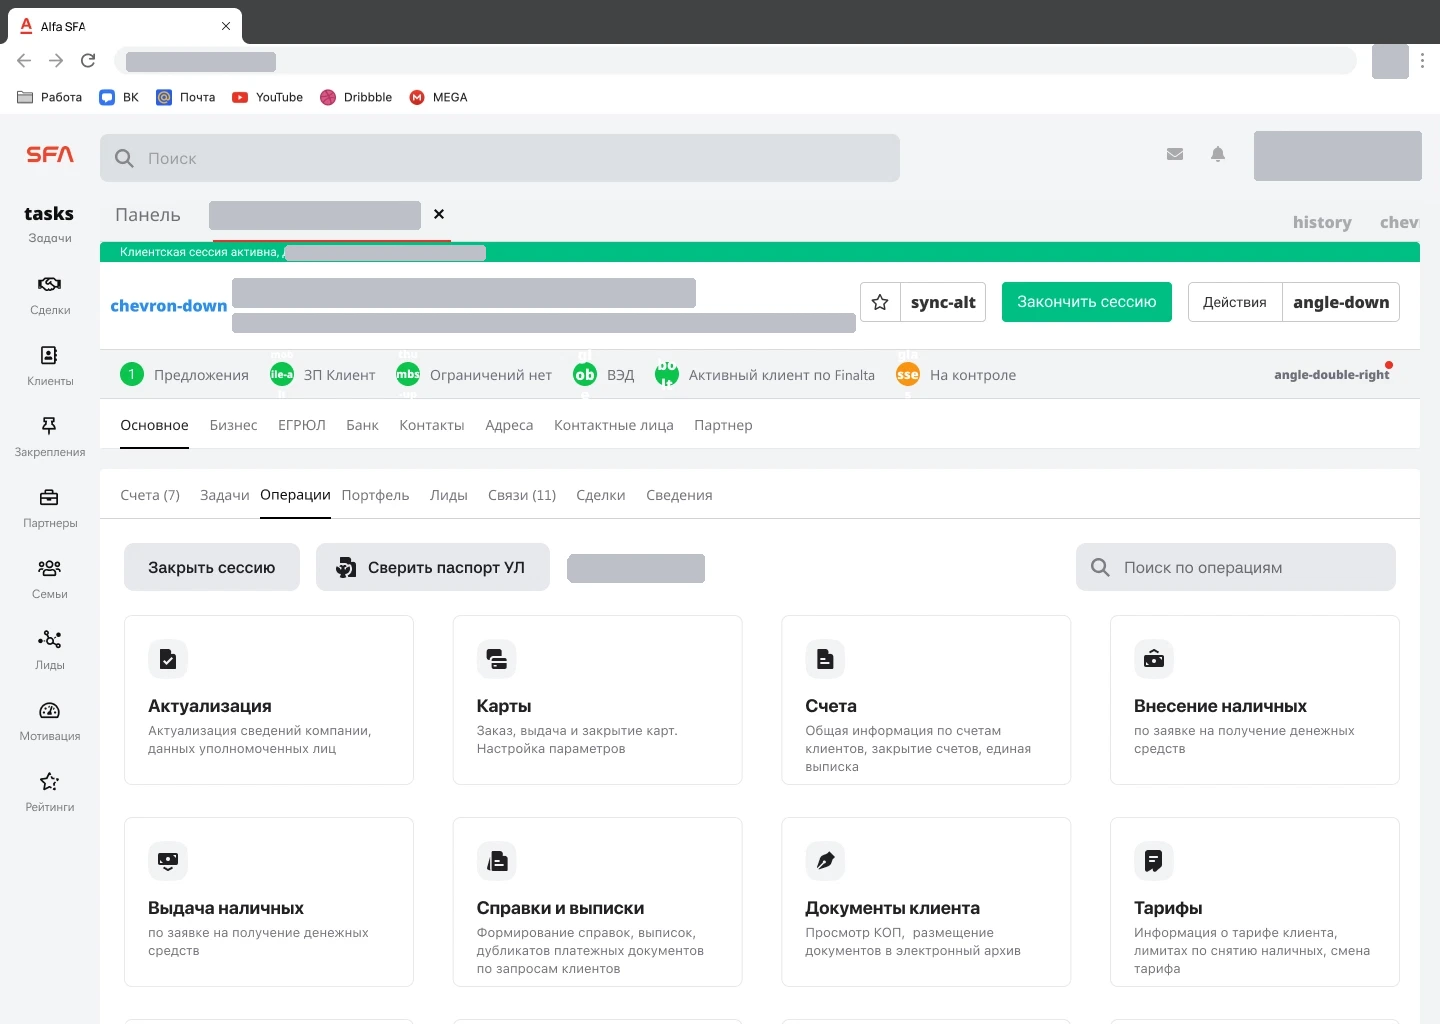 Alfa SFA
Работа
ВК
Почта
YouTube
Dribbble
MEGA
SFA
Поиск
tasks
Задачи
Сделки
Клиенты
Закрепления
Партнеры
Семьи
Лиды
Мотивация
Рейтинги
Панель
history
Клиентская сессия активна,
chevron-down
sync-alt
Закончить сессию
Действия
angle-down
1 Предложения
ЗП Клиент
Ограничений нет
ВЭД
Активный клиент по Finalta
На контроле
angle-double-right
Основное Бизнес ЕГРЮЛ Банк Контакты Адреса Контактные лица Партнер
Счета (7) Задачи Операции Портфель Лиды Связи (11) Сделки Сведения
Закрыть сессию
Сверить паспорт УЛ
Поиск по операциям
Актуализация
Актуализация сведений компании,
данных уполномоченных лиц
Карты
Заказ, выдача и закрытие карт.
Настройка параметров
Счета
Общая информация по счетам
клиентов, закрытие счетов, единая
выписка
Внесение наличных
по заявке на получение денежных
средств
Выдача наличных
по заявке на получение денежных
средств
Справки и выписки
Формирование справок, выписок,
дубликатов платежных документов
по запросам клиентов
Документы клиента
Просмотр КОП, размещение
документов в электронный архив
Тарифы
Информация о тарифе клиента,
лимитах по снятию наличных, смена
тарифа